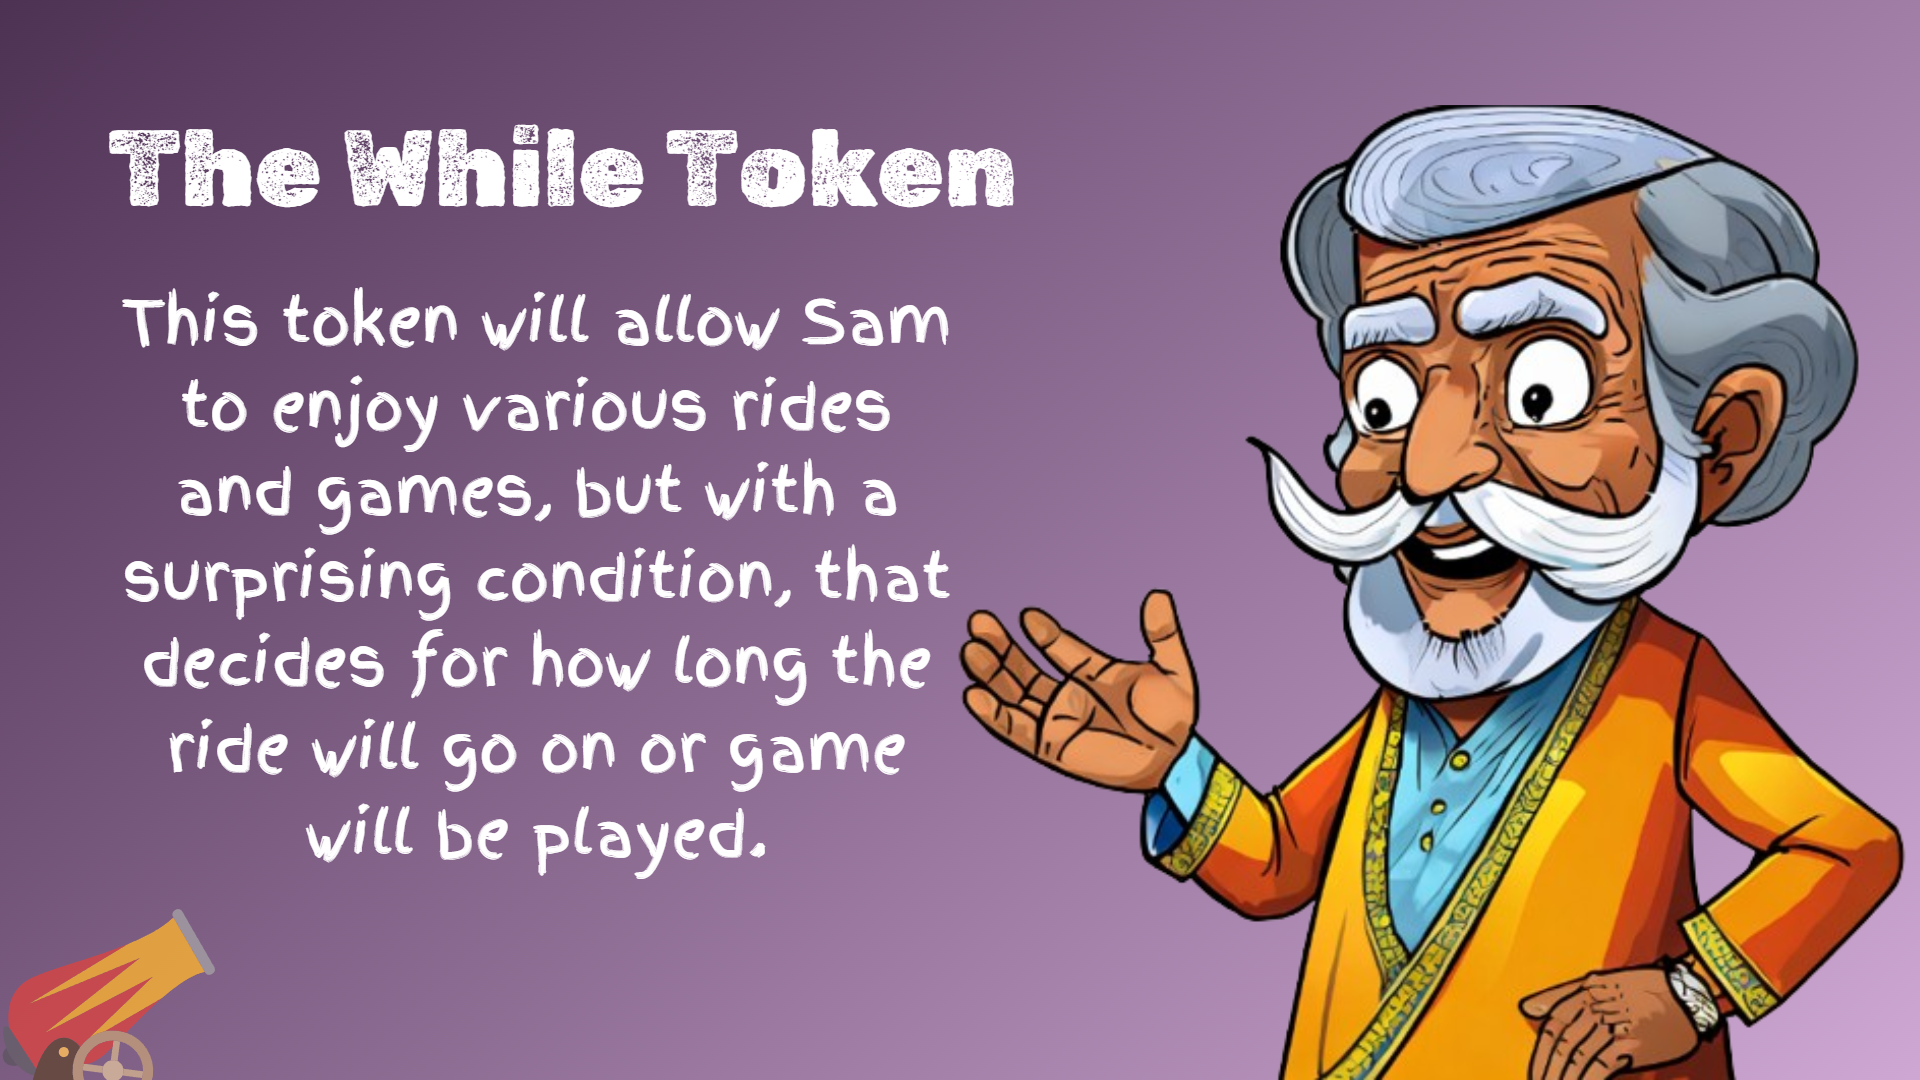 The While Token
This token will allow Sam
to enjoy various rides
and games, but with a
surprising condition, that
decides for how long the
ride will go on or game
will be played.